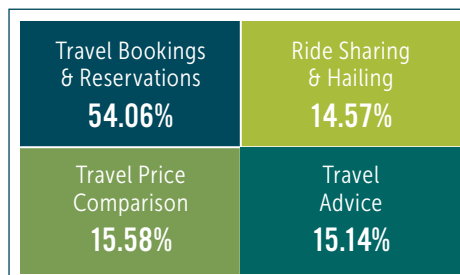 Travel Bookings
& Reservations
54.06%
Ride Sharing
& Hailing
14.57%
Travel Price
Comparison
15.58%
Travel
Advice
15.14%